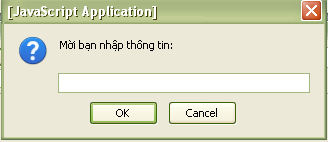 [JavaScript Application]
Mời bạn nhập thông tin:
OK
Cancel